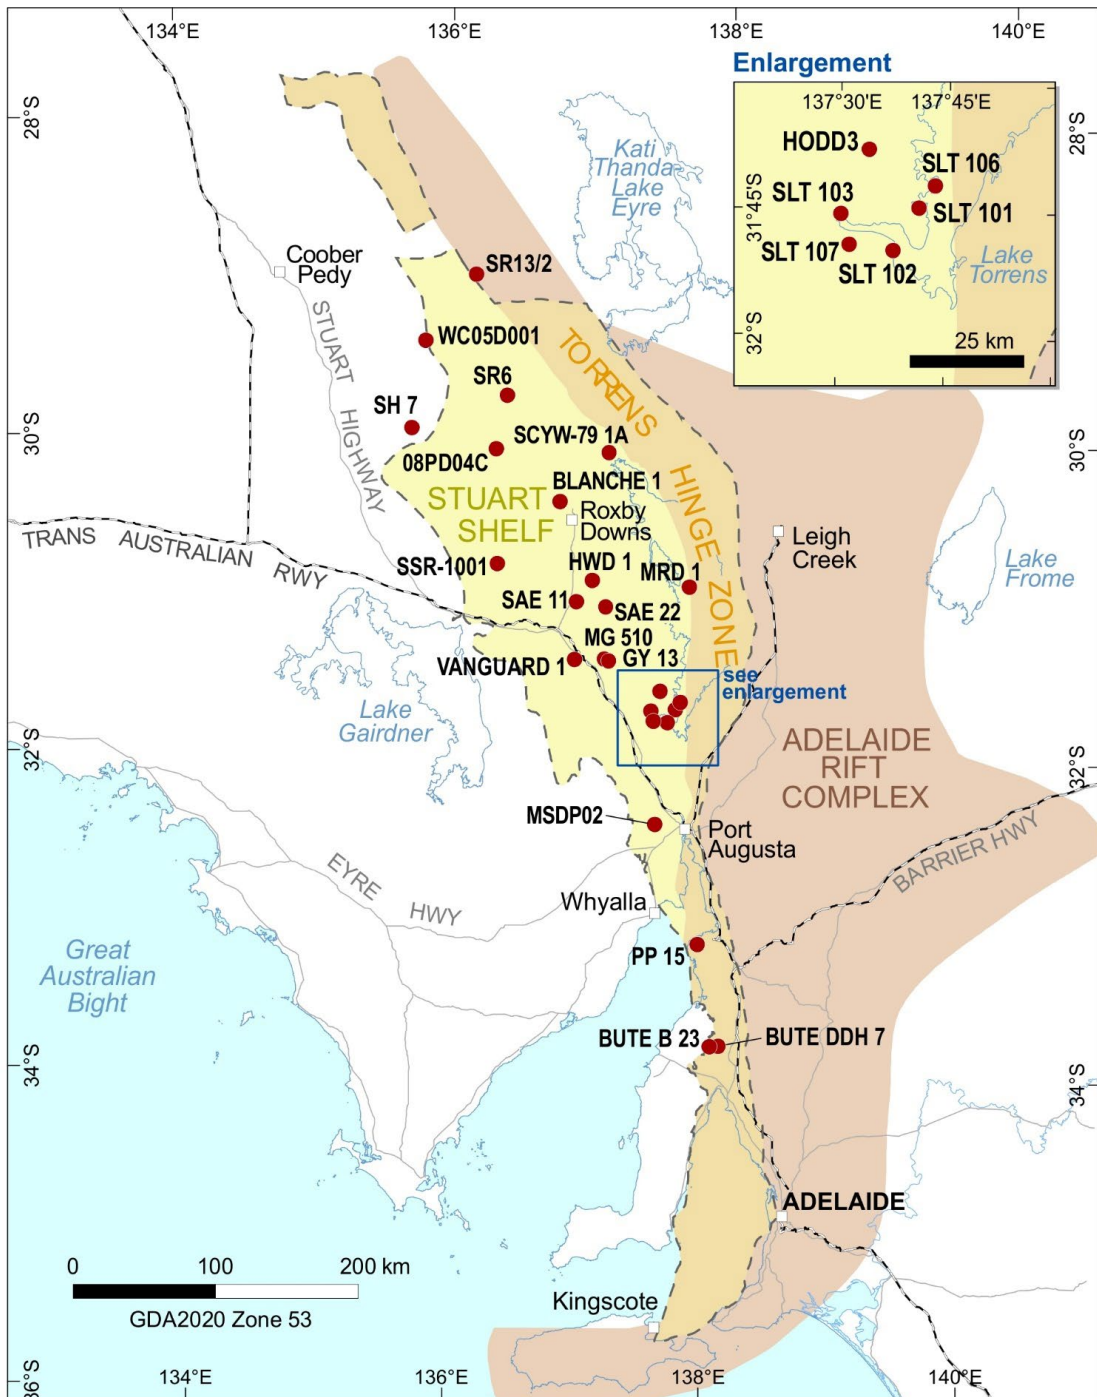 134°E
136°E
138°E
140°E
Enlargement
137°30'E
137°45'E
HODD3
SLT 106
SLT 103
SLT 101
SLT 107
SLT 102
31°45'S
32°S
Lake
Torrens
25 km
28°S
28°S
Kati
Thanda-
Lake
Eyre
Coober
Pedy
SR13/2
STUART HIGHWAY
WC05D001
TORRENS HINGE ZONE
SR6
SH 7
SCYW-79 1A
30°S
30°S
08PD04C
BLANCHE 1
STUART
SHELF
Roxby
Downs
TRANS AUSTRALIAN RWY
Leigh
Creek
Lake
Frome
SSR-1001
HWD 1
MRD 1
SAE 11
SAE 22
MG 510
VANGUARD 1
GY 13
see
enlargement
Lake
Gairdner
ADELAIDE
RIFT
COMPLEX
32°S
32°S
MSDP02
Port
Augusta
BARRIER HWY
EYRE HWY
Whyalla
Great
Australian
Bight
PP 15
BUTE B 23
BUTE DDH 7
34°S
34°S
ADELAIDE
0 100 200 km
GDA2020 Zone 53
Kingscote
36°S
134°E
136°E
138°E
140°E